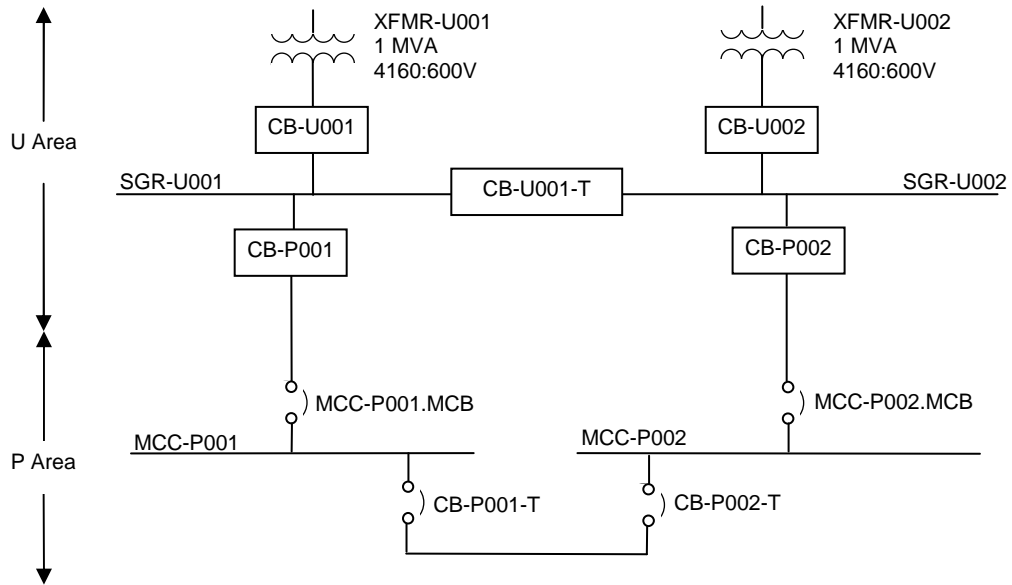 XFMR-U001
1 MVA
4160:600V
XFMR-U002
1 MVA
4160:600V
U Area
CB-U001
CB-U002
SGR-U001
CB-U001-T
SGR-U002
CB-P001
CB-P002
MCC-P001.MCB
MCC-P002.MCB
MCC-P001
MCC-P002
P Area
CB-P001-T
CB-P002-T